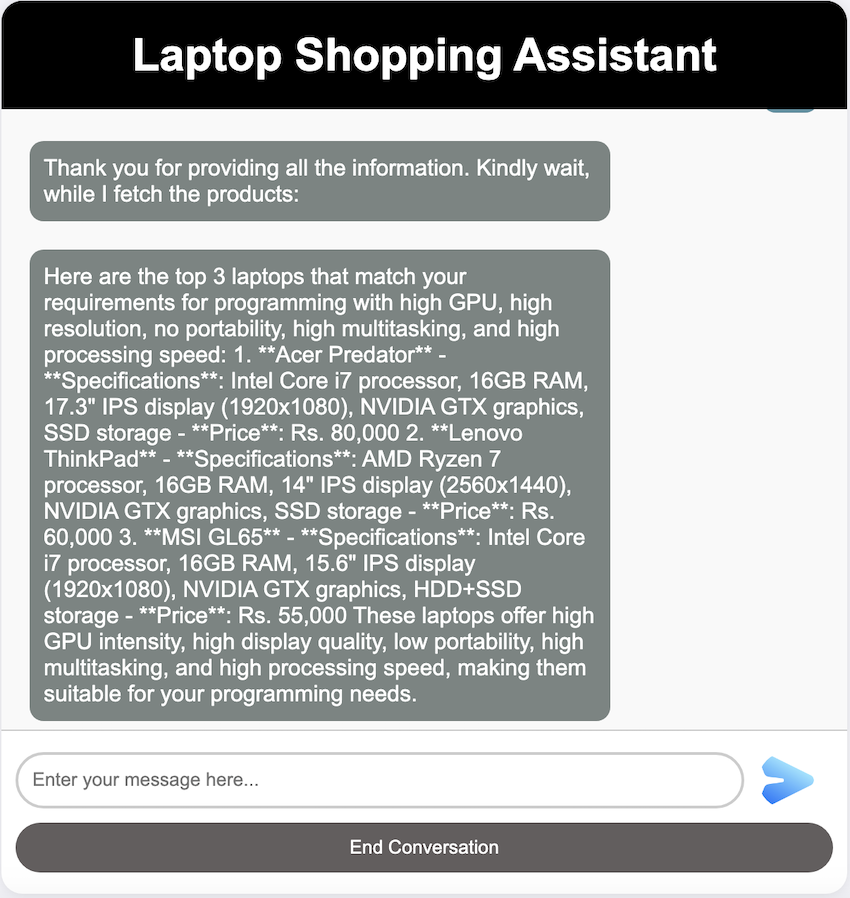 Laptop Shopping Assistant
Thank you for providing all the information. Kindly wait,
while I fetch the products:
Here are the top 3 laptops that match your
requirements for programming with high GPU, high
resolution, no portability, high multitasking, and high
processing speed: 1. **Acer Predator** -
**Specifications**: Intel Core i7 processor, 16GB RAM,
17.3" IPS display (1920x1080), NVIDIA GTX graphics,
SSD storage - **Price**: Rs. 80,000 2. **Lenovo
ThinkPad** - **Specifications**: AMD Ryzen 7
processor, 16GB RAM, 14" IPS display (2560x1440),
NVIDIA GTX graphics, SSD storage - **Price**: Rs.
60,000 3. **MSI GL65** - **Specifications**: Intel Core
i7 processor, 16GB RAM, 15.6" IPS display
(1920x1080), NVIDIA GTX graphics, HDD+SSD
storage - **Price**: Rs. 55,000 These laptops offer high
GPU intensity, high display quality, low portability, high
multitasking, and high processing speed, making them
suitable for your programming needs.
Enter your message here...
End Conversation